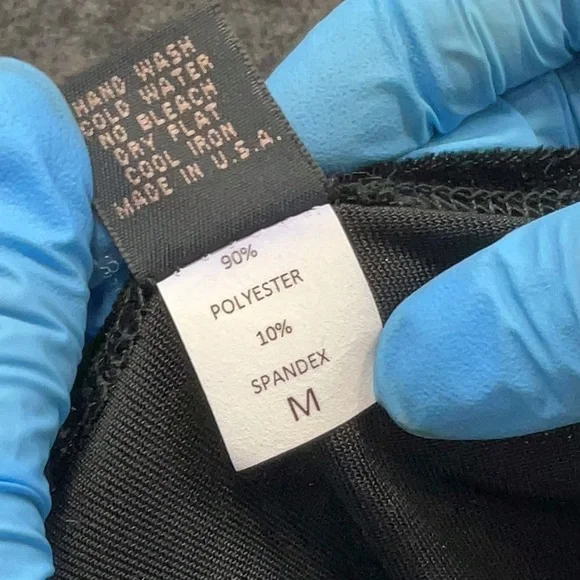 HAND WASH
COLD WATER
NO BLEACH
DRY FLAT
COOL IRON
MADE IN U.S.A.
90%
POLYESTER
10%
SPANDEX
M